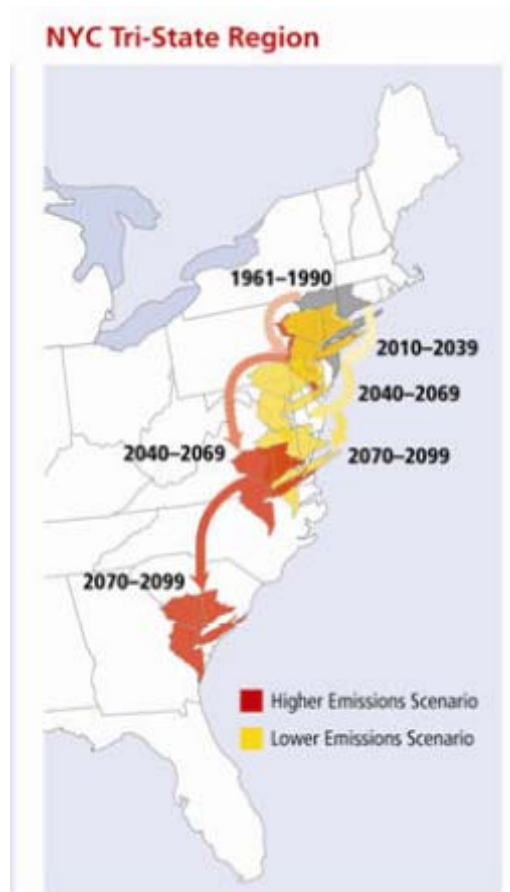 NYC Tri-State Region
1961–1990
2010–2039
2040–2069
2040–2069
2070–2099
2070–2099
Higher Emissions Scenario
Lower Emissions Scenario